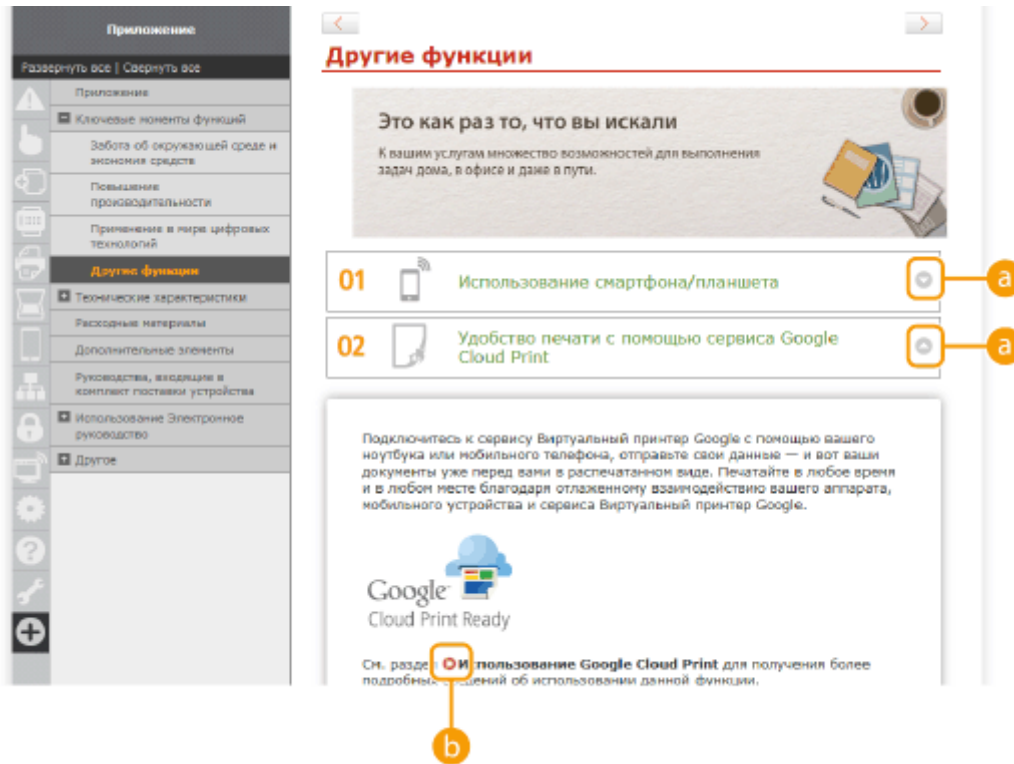 Приложение
Развернуть все | Свернуть все
Приложение
Ключевые моменты функций
Забота об окружающей среде и
экономия средств
Повышение
производительности
Применение в мире цифровых
технологий
Другие функции
Технические характеристики
Расходные материалы
Дополнительные элементы
Руководства, входящие в
комплект поставки устройства
Использование Электронное
руководство
Другое
Другие функции
Это как раз то, что вы искали
К вашим услугам множество возможностей для выполнения
задач дома, в офисе и даже в пути.
01 Использование смартфона/планшета
a
02 Удобство печати с помощью сервиса Google
Cloud Print
a
Подключитесь к сервису Виртуальный принтер Google с помощью вашего
ноутбука или мобильного телефона, отправьте свои данные — и вот ваши
документы уже перед вами в распечатанном виде. Печатайте в любое время
и в любом месте благодаря отлаженному взаимодействию вашего аппарата,
мобильного устройства и сервиса Виртуальный принтер Google.
Google
Cloud Print Ready
См. раздел Использование Google Cloud Print для получения более
подробных сведений об использовании данной функции.
b